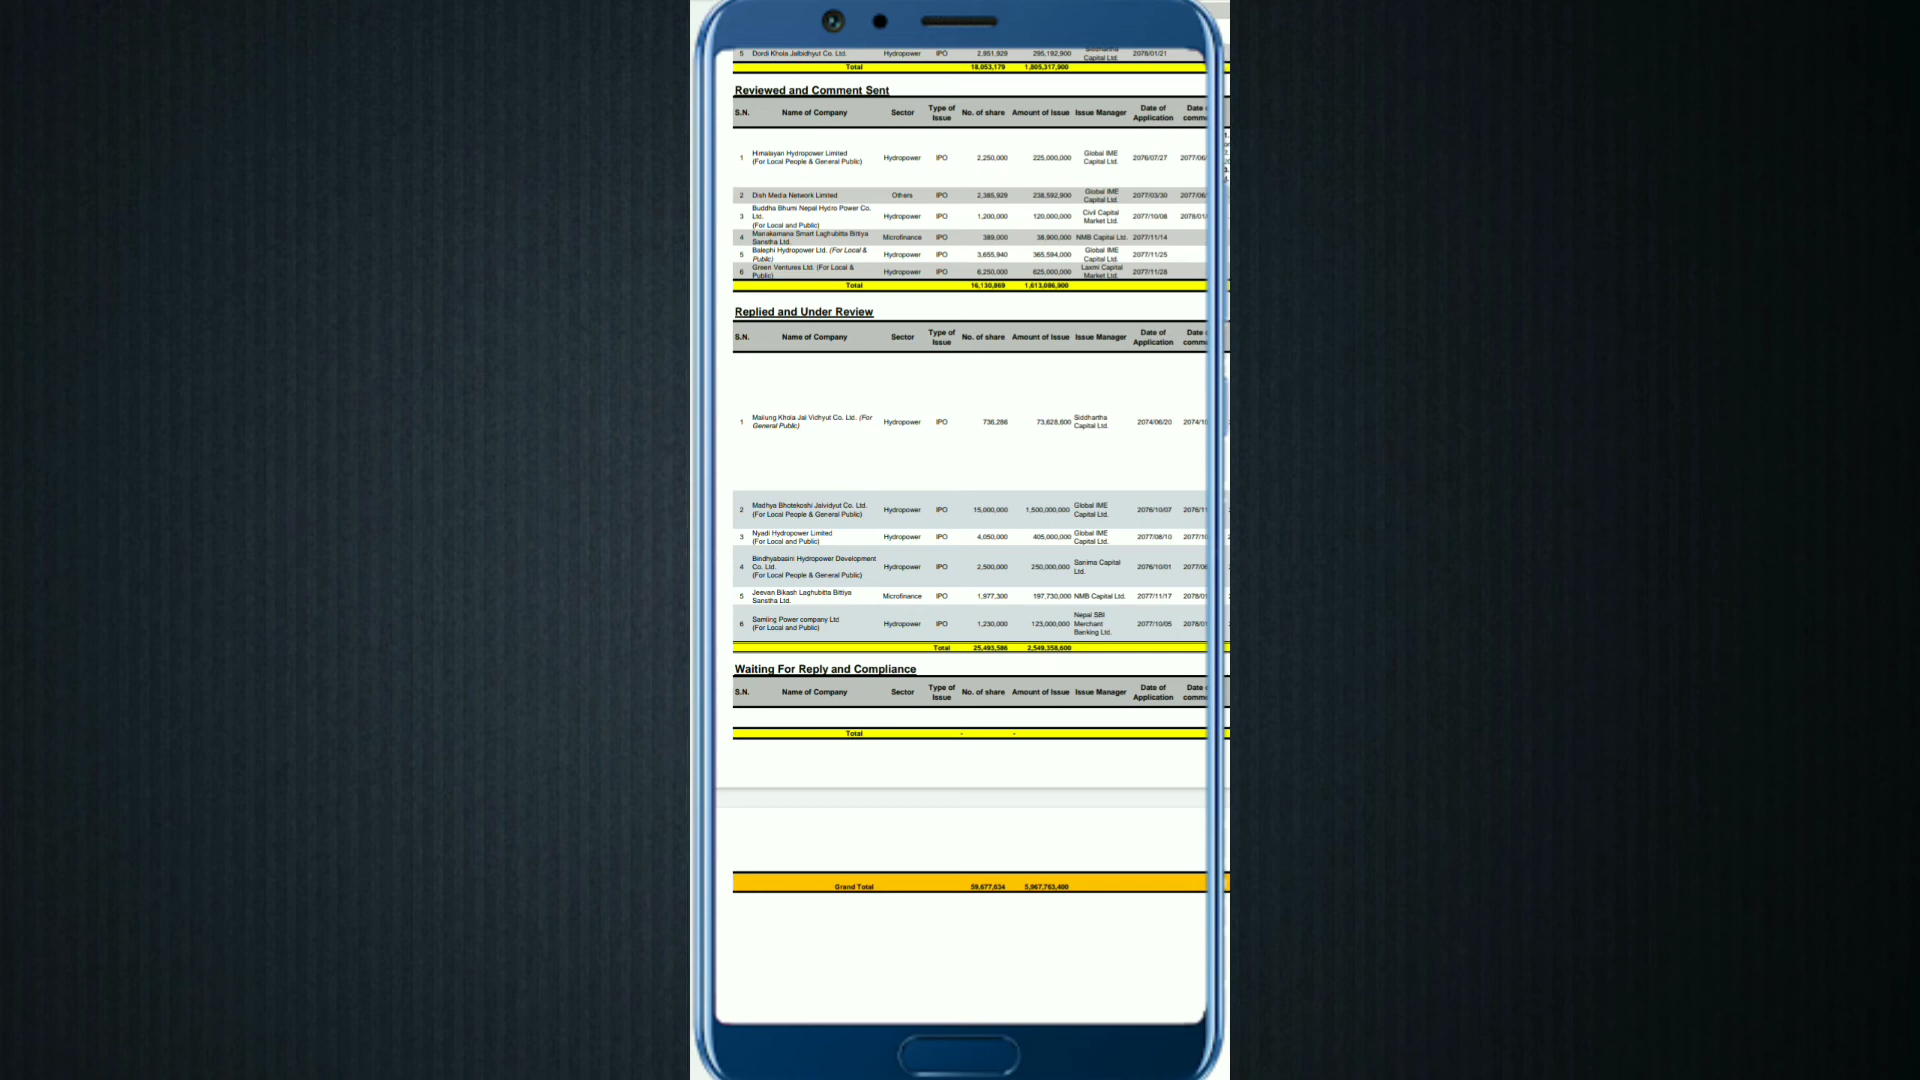 5 Dordi Khola Jalbidhyut Co. Ltd. Hydropower IPO 2,951,929 295,192,900 Capital Ltd. 2078/01/21
Total 18,053,179 1,805,317,900
Reviewed and Comment Sent
S.N. Name of Company Sector Type of Issue No. of share Amount of Issue Issue Manager Date of Application Date
1 Himalayan Hydropower Limited (For Local People & General Public) Hydropower IPO 2,250,000 225,000,000 Global IME Capital Ltd. 2076/07/27 2077/06/
2 Dish Media Network Limited Others IPO 2,385,929 238,592,900 Global IME Capital Ltd. 2077/03/30 2077/06/
3 Buddha Bhumi Nepal Hydro Power Co. Ltd. (For Local and Public) Hydropower IPO 1,200,000 120,000,000 Civil Capital Market Ltd. 2077/10/08 2078/01/
4 Manakamana Smart Laghubitta Bittiya Sanstha Ltd. Microfinance IPO 389,000 38,900,000 NMB Capital Ltd. 2077/11/14
5 Balephi Hydropower Ltd. (For Local & Public) Hydropower IPO 3,655,940 365,594,000 Global IME Capital Ltd. 2077/11/25
6 Green Ventures Ltd. (For Local & Public) Hydropower IPO 6,250,000 625,000,000 Laxmi Capital Market Ltd. 2077/11/28
Total 16,130,869 1,613,086,900
Replied and Under Review
S.N. Name of Company Sector Type of Issue No. of share Amount of Issue Issue Manager Date of Application Date
1 Mailung Khola Jal Vidhyut Co. Ltd. (For General Public) Hydropower IPO 736,286 73,628,600 Siddhartha Capital Ltd. 2074/06/20 2074/10
2 Madhya Bhotekoshi Jalvidyut Co. Ltd. (For Local People & General Public) Hydropower IPO 15,000,000 1,500,000,000 Global IME Capital Ltd. 2076/10/07 2076/11
3 Nyadi Hydropower Limited (For Local and Public) Hydropower IPO 4,050,000 405,000,000 Global IME Capital Ltd. 2077/08/10 2077/10
4 Bindhyabasini Hydropower Development Co. Ltd. (For Local People & General Public) Hydropower IPO 2,500,000 250,000,000 Sanima Capital Ltd. 2076/10/01 2077/06
5 Jeevan Bikash Laghubitta Bittiya Sanstha Ltd. Microfinance IPO 1,977,300 197,730,000 NMB Capital Ltd. 2077/11/17 2078/01
6 Samling Power company Ltd (For Local and Public) Hydropower IPO 1,230,000 123,000,000 Nepal SBI Merchant Banking Ltd. 2077/10/05 2078/01
Total 25,493,586 2,549,358,600
Waiting For Reply and Compliance
S.N. Name of Company Sector Type of Issue No. of share Amount of Issue Issue Manager Date of Application Date
Total - -
Grand Total 59,677,634 5,967,763,400